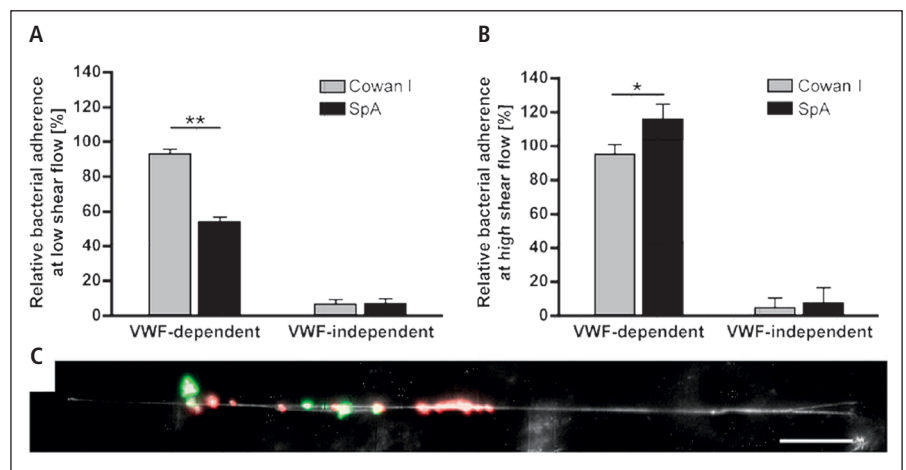 A
Relative bacterial adherence
at low shear flow [%]
140
120
100
80
60
40
20
0
**
Cowan I
SpA
VWF-dependent
VWF-independent
B
Relative bacterial adherence
at high shear flow [%]
140
120
100
80
60
40
20
0
*
Cowan I
SpA
VWF-dependent
VWF-independent
C